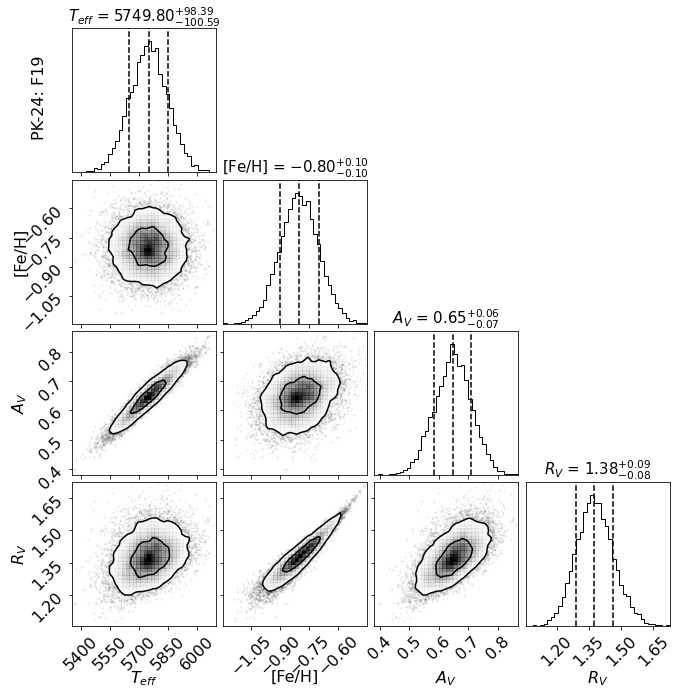 T_eff = 5749.80 +98.39 −100.59
PK-24: F19
[Fe/H] = −0.80 +0.10 −0.10
[Fe/H]
−0.60
−0.75
−0.90
−1.05
A_V = 0.65 +0.06 −0.07
A_V
0.8
0.7
0.6
0.5
0.4
R_V = 1.38 +0.09 −0.08
R_V
1.65
1.50
1.35
1.20
5400 5550 5700 5850 6000
−1.05 −0.90 −0.75 −0.60
0.4 0.5 0.6 0.7 0.8
1.20 1.35 1.50 1.65
T_eff [Fe/H] A_V R_V